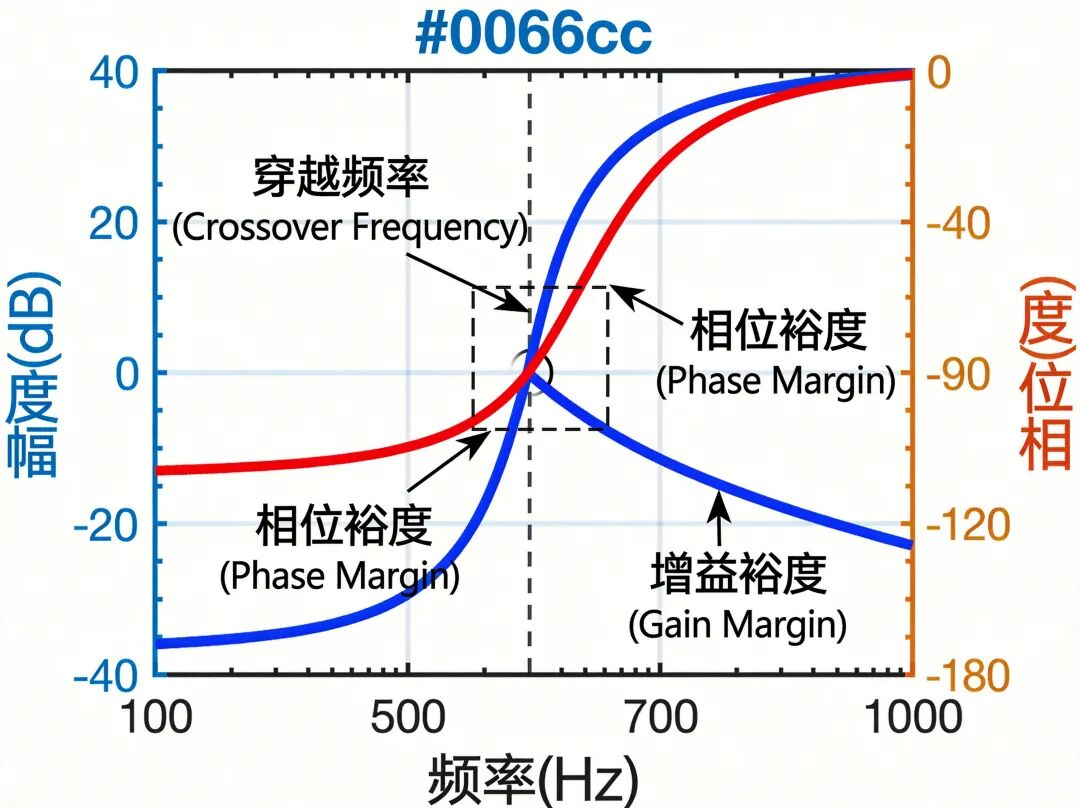 #0066cc
40
20
0
-20
-40
幅度(dB)
穿越频率
(Crossover Frequency)
相位裕度
(Phase Margin)
相位裕度
(Phase Margin)
增益裕度
(Gain Margin)
0
-40
-90
-120
-180
(度)位相
100 500 700 1000
频率(Hz)